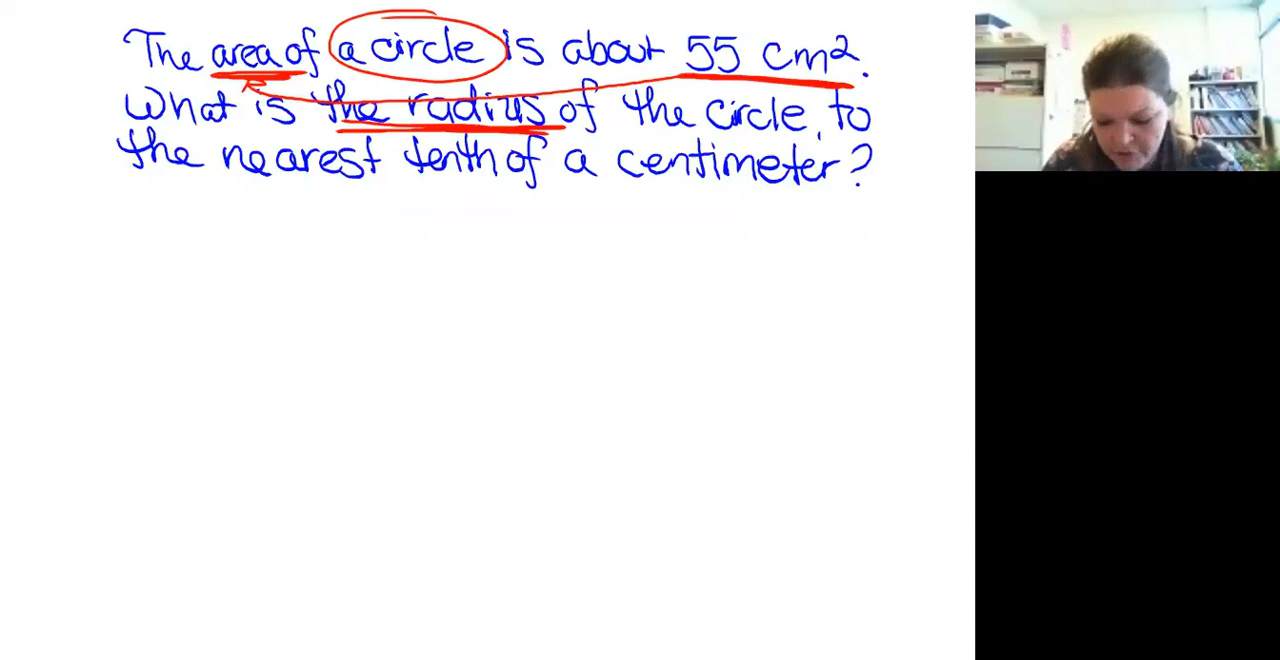 The area of a circle is about 55 cm².
What is the radius of the circle, to
the nearest tenth of a centimeter?